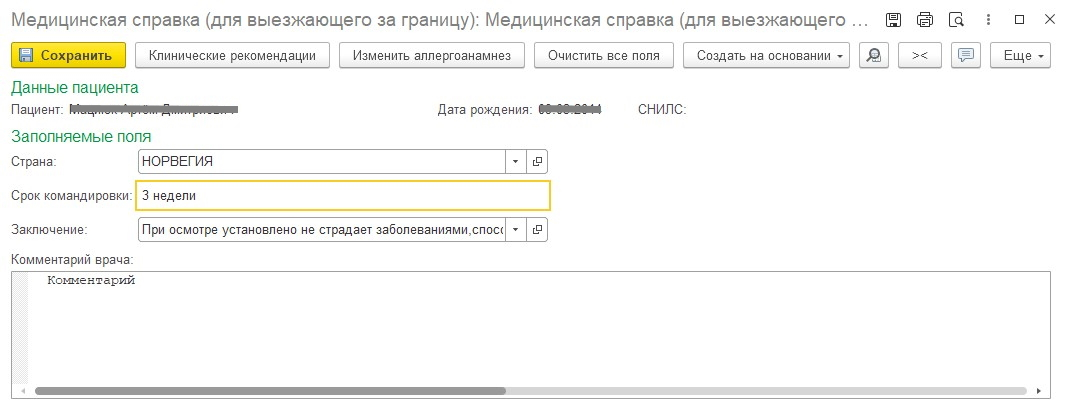 Медицинская справка (для выезжающего за границу): Медицинская справка (для выезжающего ...
Сохранить Клинические рекомендации Изменить аллергоанамнез Очистить все поля Создать на основании >< Еще
Данные пациента
Пациент: Дата рождения: СНИЛС:
Заполняемые поля
Страна: НОРВЕГИЯ
Срок командировки: 3 недели
Заключение: При осмотре установлено не страдает заболеваниями,спосо
Комментарий врача:
Комментарий